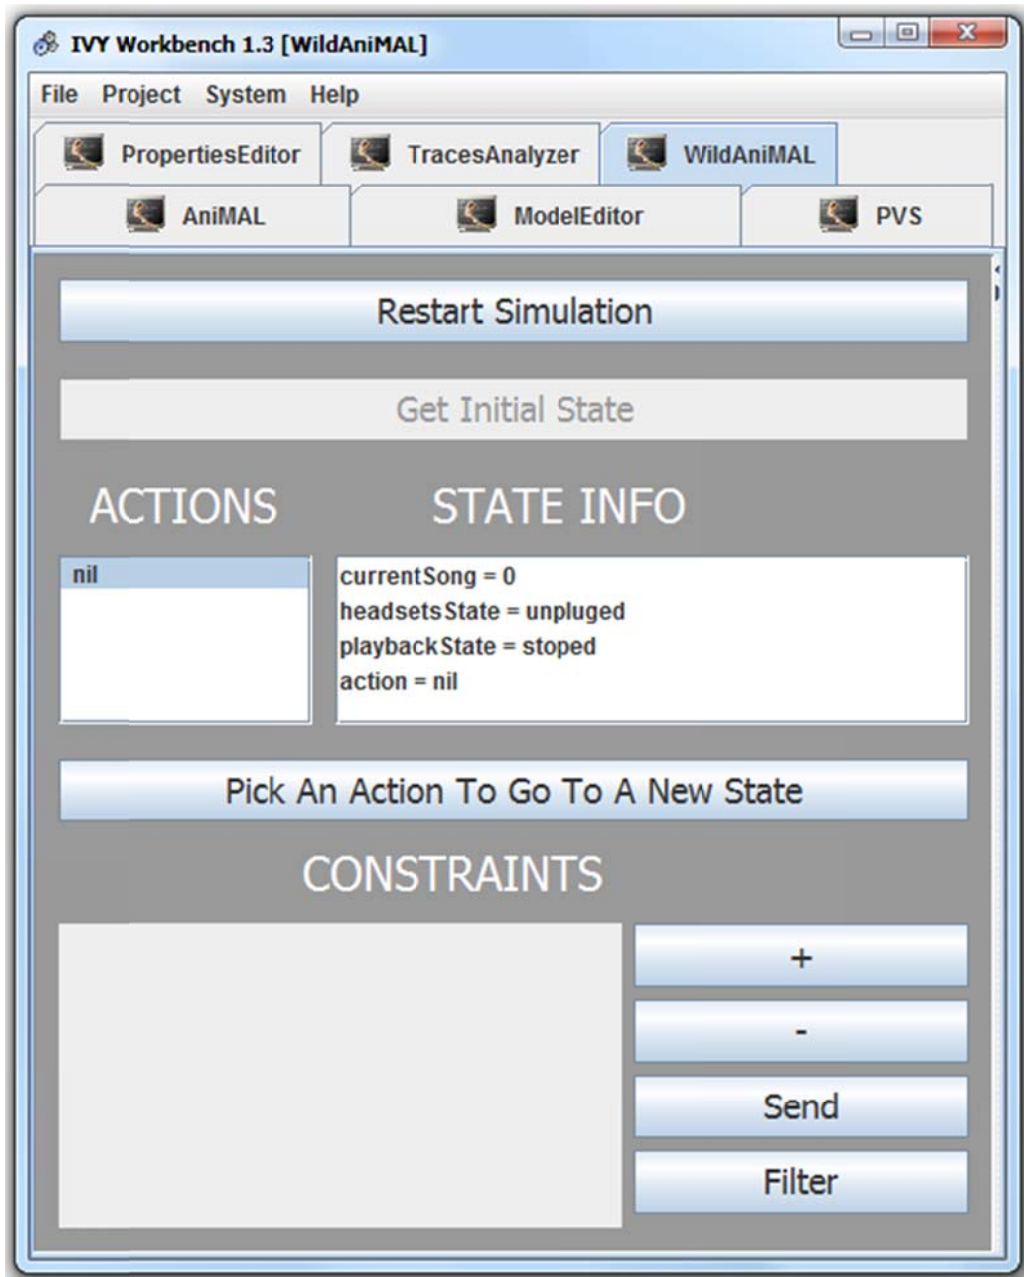 IVY Workbench 1.3 [WildAniMAL]
File Project System Help
PropertiesEditor TracesAnalyzer WildAniMAL
AniMAL ModelEditor PVS
Restart Simulation
Get Initial State
ACTIONS STATE INFO
nil
currentSong = 0
headsetsState = unpluged
playbackState = stoped
action = nil
Pick An Action To Go To A New State
CONSTRAINTS
+
-
Send
Filter